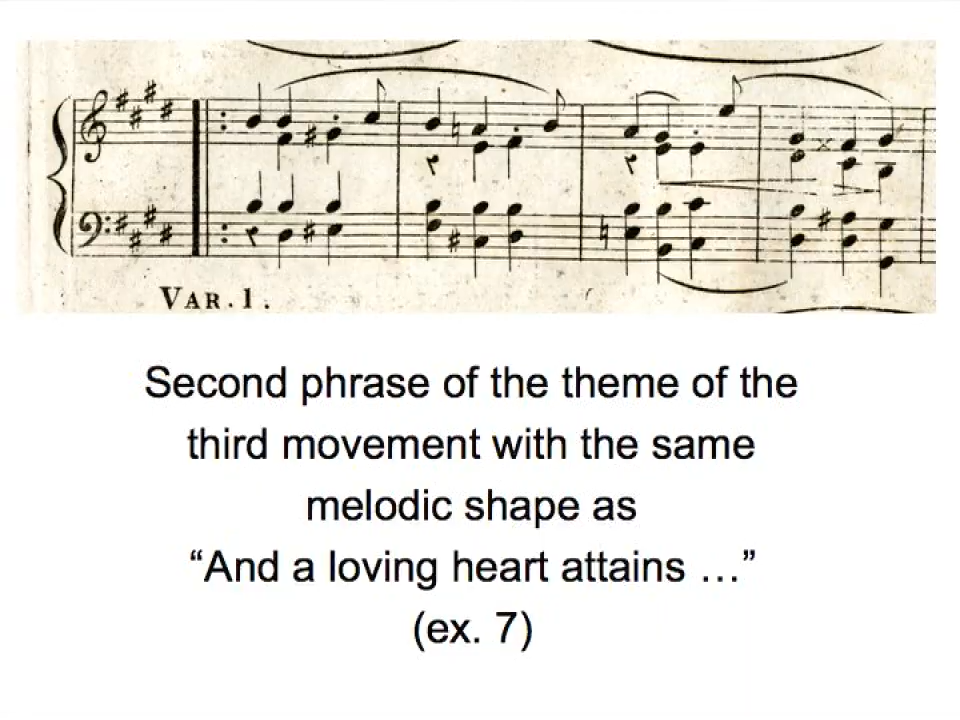 VAR. 1.
Second phrase of the theme of the
third movement with the same
melodic shape as
“And a loving heart attains …”
(ex. 7)